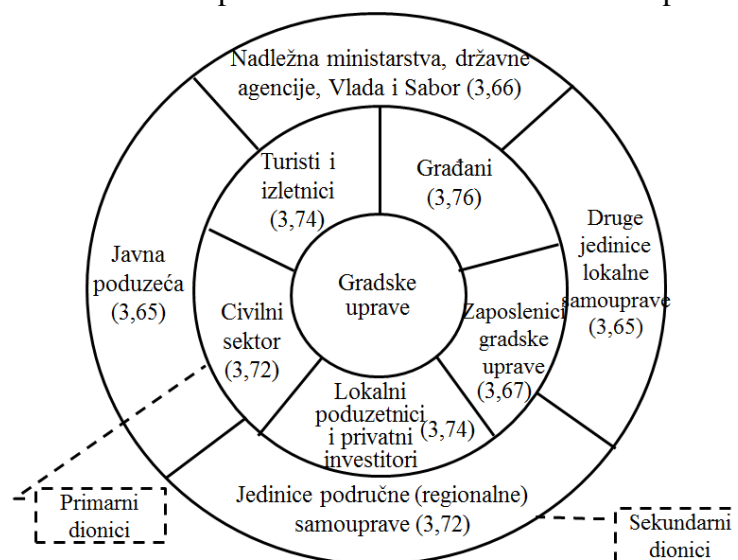 Nadležna ministarstva, državne
agencije, Vlada i Sabor (3,66)
Turisti i
izletnici
(3,74)
Građani
(3,76)
Druge
jedinice
lokalne
samouprave
(3,65)
Javna
poduzeća
(3,65)
Gradske
uprave
Civilni
sektor
(3,72)
Zaposlenici
gradske
uprave
(3,67)
Lokalni
poduzetnici
i privatni
investitori
(3,74)
Jedinice područne (regionalne)
samouprave (3,72)
Primarni
dionici
Sekundarni
dionici